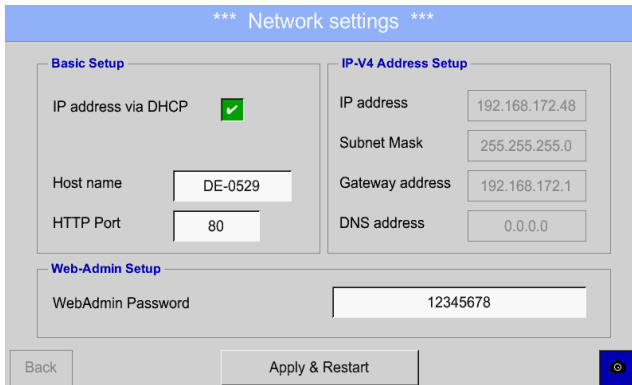 *** Network settings ***
Basic Setup
IP address via DHCP
Host name
DE-0529
HTTP Port
80
IP-V4 Address Setup
IP address
192.168.172.48
Subnet Mask
255.255.255.0
Gateway address
192.168.172.1
DNS address
0.0.0.0
Web-Admin Setup
WebAdmin Password
12345678
Back
Apply & Restart